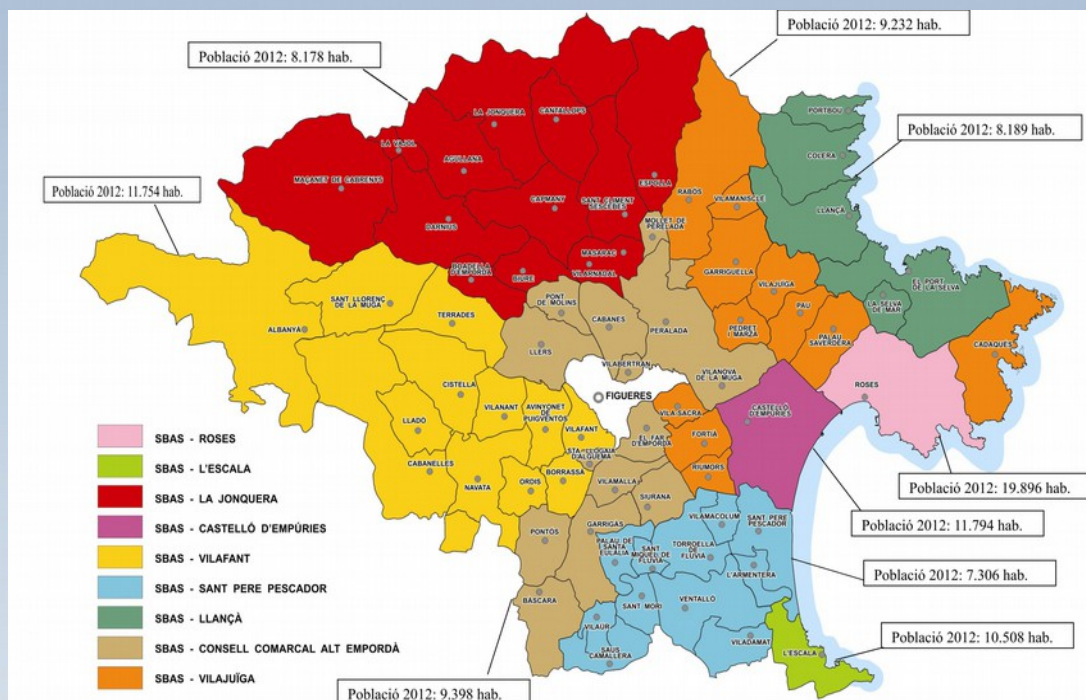 Població 2012: 9.232 hab.
Població 2012: 8.178 hab.
Població 2012: 8.189 hab.
Població 2012: 11.754 hab.
PORTBOU
COLERA
LLANÇÀ
EL PORT
DE LA SELVA
LA SELVA
DE MAR
CADAQUÉS
LA JONQUERA
CANTALLOPS
LA VAJOL
AGULLANA
MAÇANET DE CABRENYS
ESPOLLA
CAPMANY
SANT CLIMENT
SESCEBES
DARNIUS
MASARAC
VILARNADAL
BOADELLA
D'EMPORDÀ
BIURE
RABÓS
VILAMANISCLE
MOLLET DE
PERELADA
GARRIGUELLA
VILAJUÏGA
PAU
PEDRET
I MARZÀ
PALAU
SAVERDERA
ROSES
SANT LLORENÇ
DE LA MUGA
ALBANYÀ
TERRADES
PONT
DE MOLINS
CABANES
PERALADA
LLERS
VILABERTRAN
VILANOVA
DE LA MUGA
FIGUERES
CASTELLÓ
D'EMPÚRIES
CISTELLA
LLADÓ
VILANANT
AVINYONET
DE
PUIGVENTÓS
VILAFANT
VILA-SACRA
FORTIÀ
RIUMORS
EL FAR
D'EMPORDÀ
STA. LLOGAIA
D'ÀLGUEMA
CABANELLES
NAVATA
ORDIS
BORRASSÀ
VILAMALLA
SIURANA
PONTÓS
GARRIGAS
BÀSCARA
PALAU DE
SANTA
EULÀLIA
SANT
MIQUEL DE
FLUVIÀ
VILAMACOLUM
TORROELLA
DE FLUVIÀ
SANT PERE
PESCADOR
L'ARMENTERA
SANT MORI
VENTALLÓ
VILAÜR
SAUS
CAMALLERA
VILADAMAT
L'ESCALA
SBAS - ROSES
SBAS - L'ESCALA
SBAS - LA JONQUERA
SBAS - CASTELLÓ D'EMPÚRIES
SBAS - VILAFANT
SBAS - SANT PERE PESCADOR
SBAS - LLANÇÀ
SBAS - CONSELL COMARCAL ALT EMPORDÀ
SBAS - VILAJUÏGA
Població 2012: 19.896 hab.
Població 2012: 11.794 hab.
Població 2012: 7.306 hab.
Població 2012: 10.508 hab.
Població 2012: 9.398 hab.